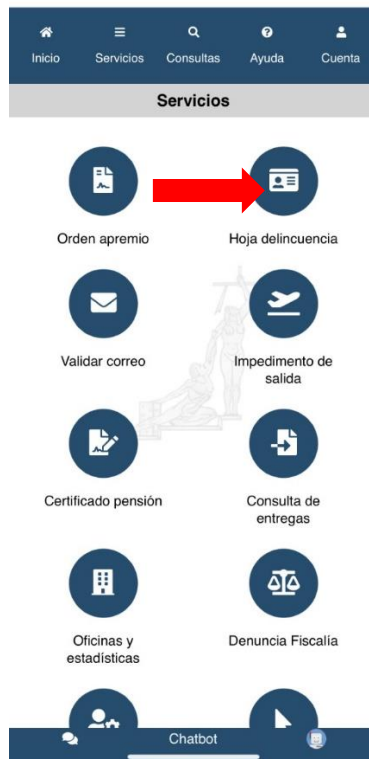 Inicio Servicios Consultas Ayuda Cuenta
Servicios
Orden apremio Hoja delincuencia
Validar correo Impedimento de
salida
Certificado pensión Consulta de
entregas
Oficinas y Denuncia Fiscalía
estadísticas
Chatbot